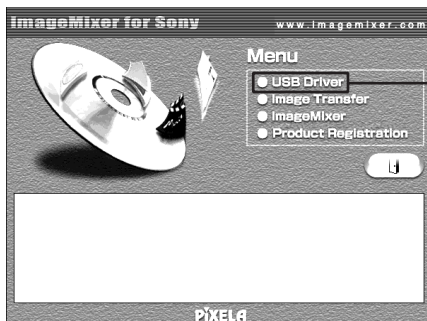 ImageMixer for Sony
www.imagemixer.com
Menu
USB Driver
Image Transfer
ImageMixer
Product Registration
PIXELA